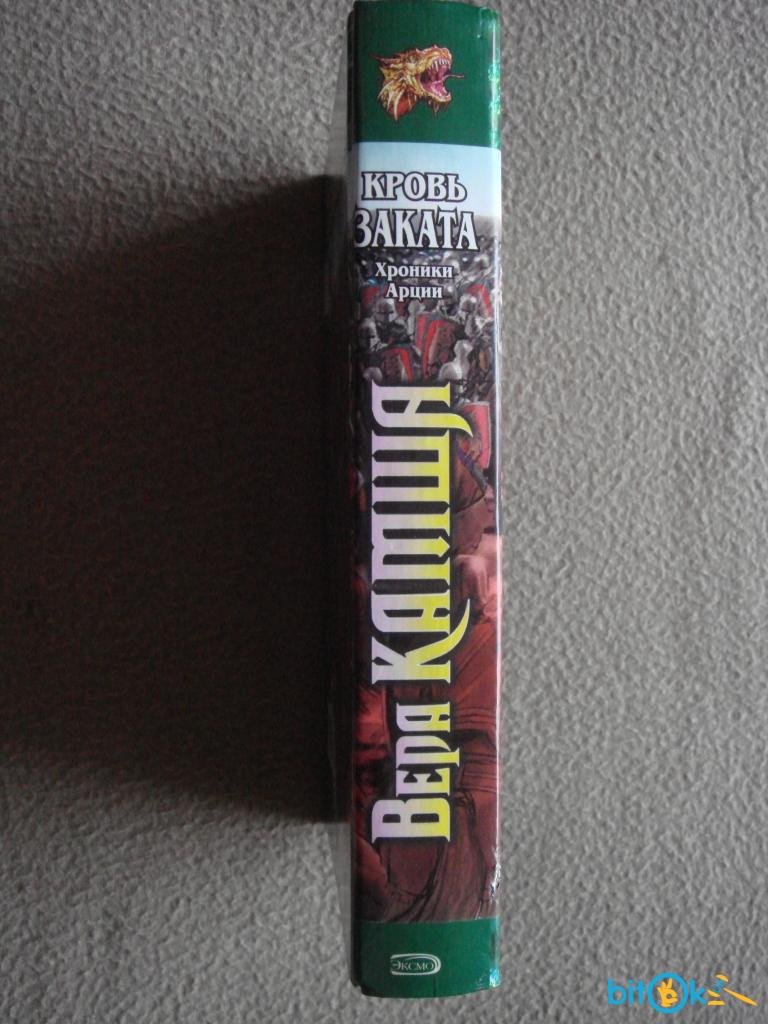 КРОВЬ
ЗАКАТА
Хроники
Арции
Вера КАМША
ЭКСМО
bitok